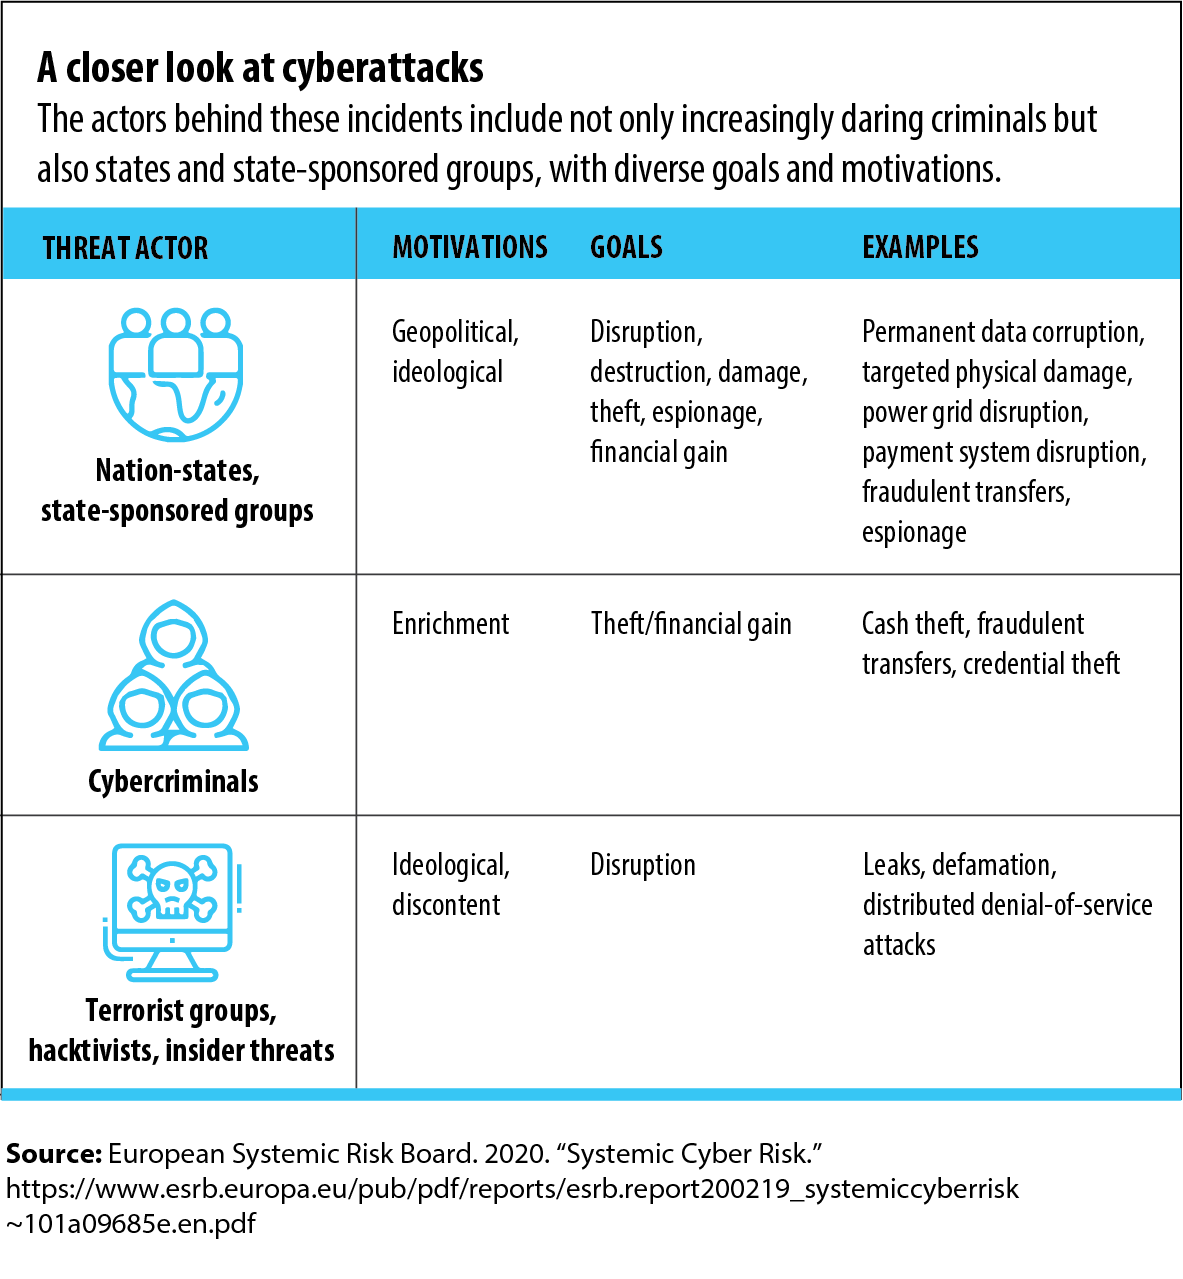 A closer look at cyberattacks
The actors behind these incidents include not only increasingly daring criminals but
also states and state-sponsored groups, with diverse goals and motivations.
THREAT ACTOR
MOTIVATIONS
GOALS
EXAMPLES
Nation-states,
state-sponsored groups
Geopolitical,
ideological
Disruption,
destruction, damage,
theft, espionage,
financial gain
Permanent data corruption,
targeted physical damage,
power grid disruption,
payment system disruption,
fraudulent transfers,
espionage
Cybercriminals
Enrichment
Theft/financial gain
Cash theft, fraudulent
transfers, credential theft
Terrorist groups,
hacktivists, insider threats
Ideological,
discontent
Disruption
Leaks, defamation,
distributed denial-of-service
attacks
Source: European Systemic Risk Board. 2020. “Systemic Cyber Risk.”
https://www.esrb.europa.eu/pub/pdf/reports/esrb.report200219_systemiccyberrisk
~101a09685e.en.pdf